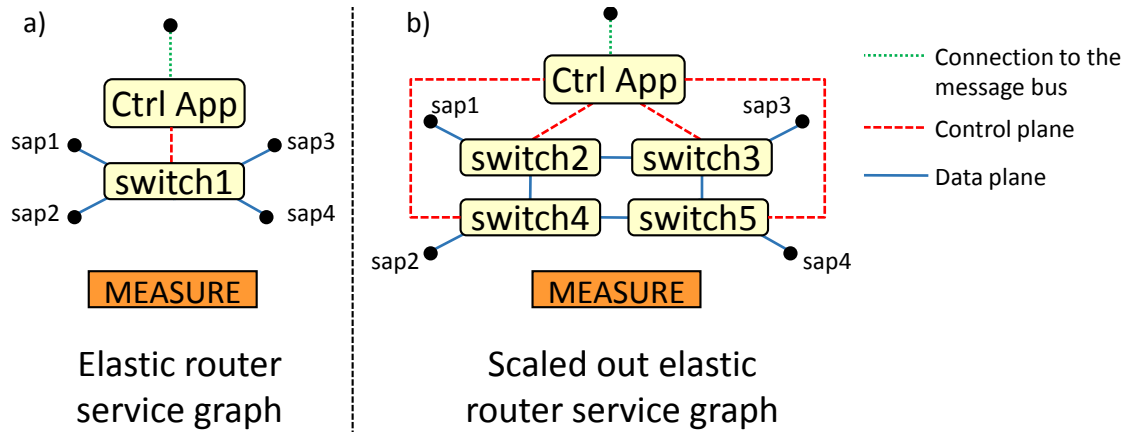 a)
Ctrl App
sap1
sap3
switch1
sap2
sap4
MEASURE
Elastic router
service graph
b)
Ctrl App
sap1
sap3
switch2
switch3
switch4
switch5
sap2
sap4
MEASURE
Scaled out elastic
router service graph
Connection to the
message bus
Control plane
Data plane